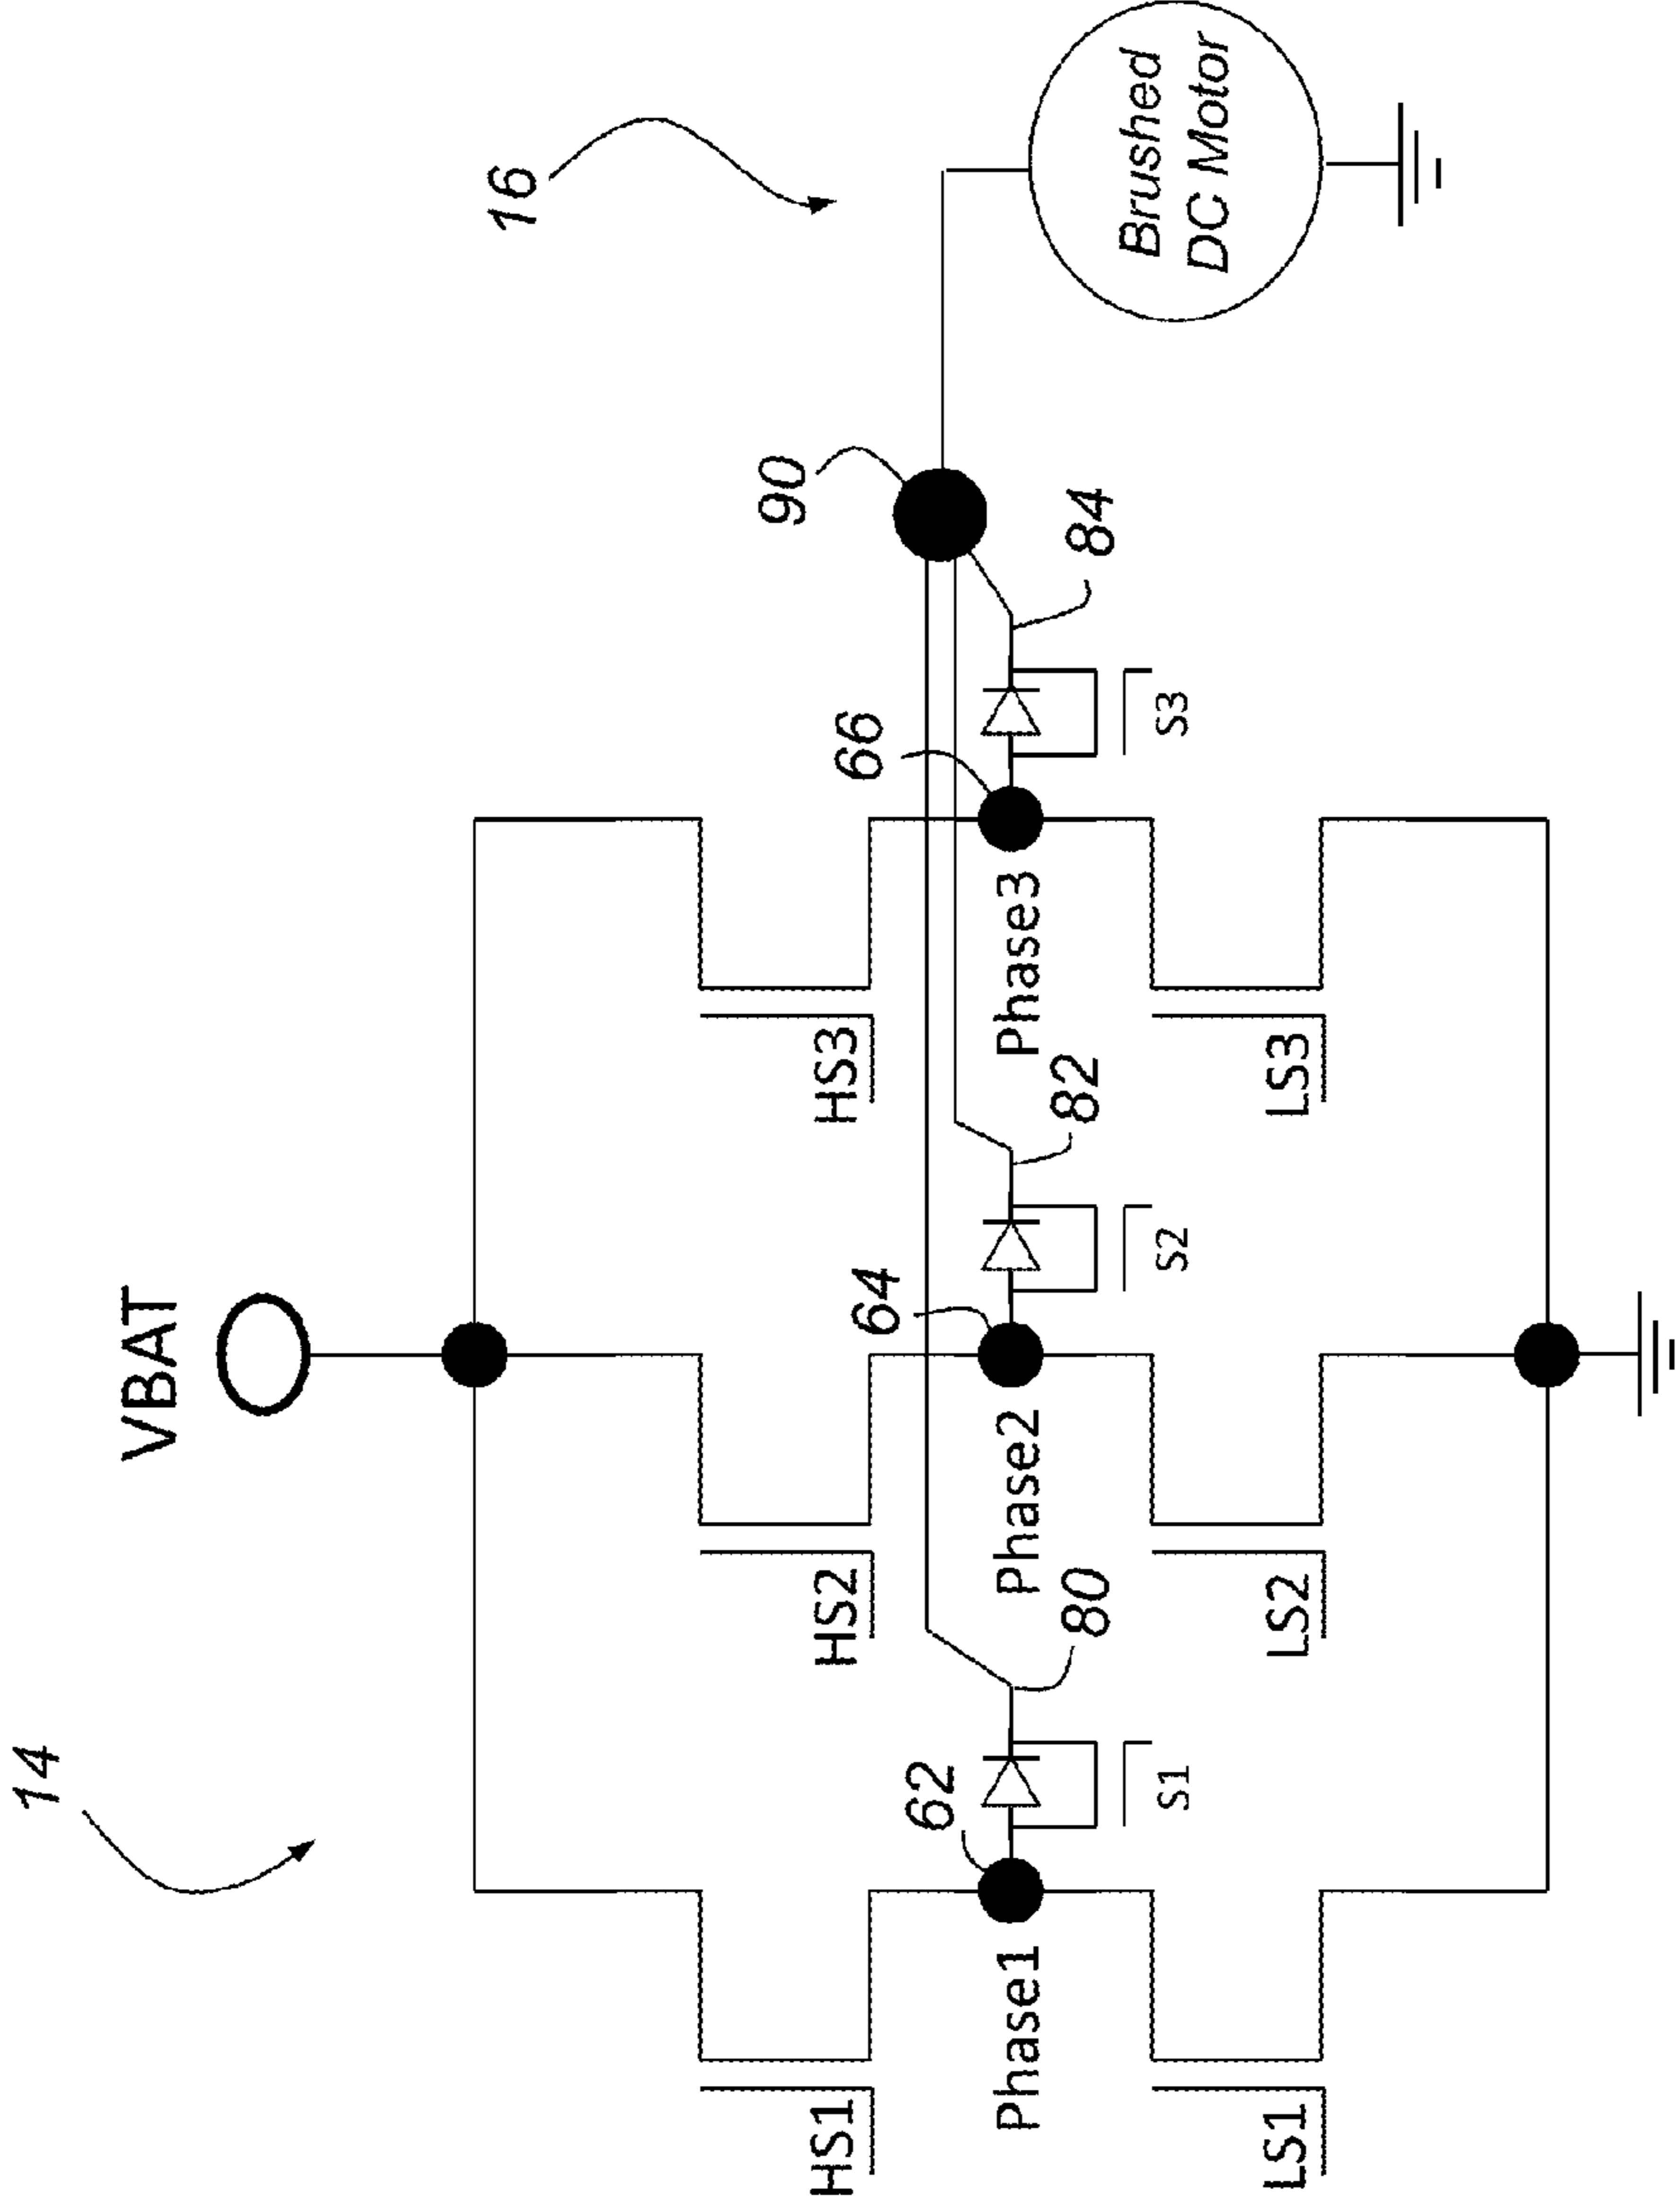 14
VBAT
16
HS1
HS2
HS3
62
64
66
90
Phase1
Phase2
Phase3
80
82
84
S1
S2
S3
LS1
LS2
LS3
Brushed
DC Motor